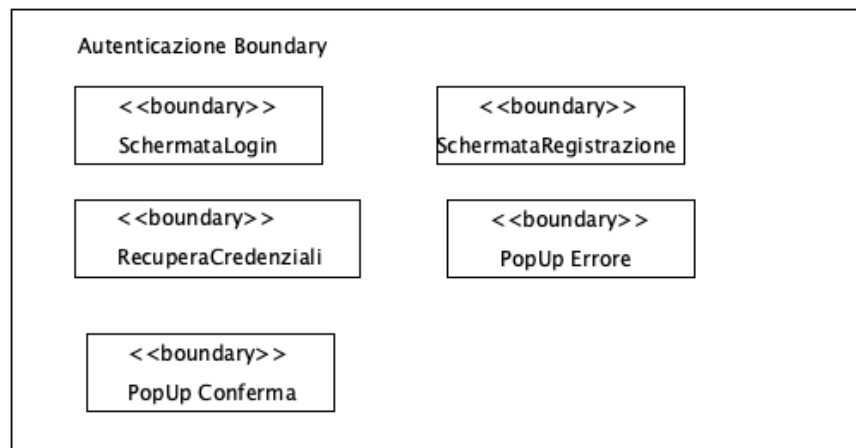 Autenticazione Boundary
<<boundary>>
SchermataLogin
<<boundary>>
SchermataRegistrazione
<<boundary>>
RecuperaCredenziali
<<boundary>>
PopUp Errore
<<boundary>>
PopUp Conferma